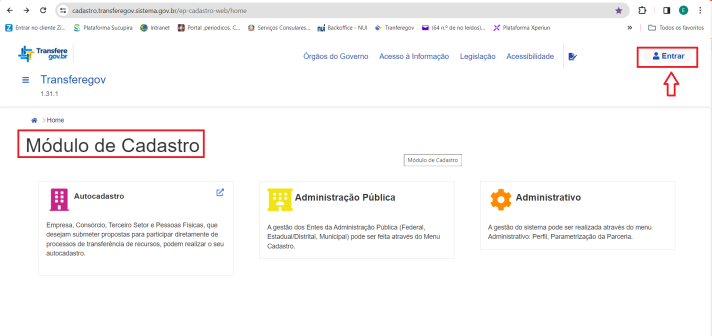 cadastro.transferegov.sistema.gov.br/ep-cadastro-web/home
Entrar no cliente Zi... Plataforma Sucupira Intranet Portal .periodicos. C... Serviços Consulares... Backoffice - NUI Tranferegov (64 n.º de no leidos)... Plataforma Xperiun » Todos os favoritos
Transfere
gov.br
Órgãos do Governo Acesso à Informação Legislação Acessibilidade Entrar
Transferegov
1.31.1
Home
Módulo de Cadastro
Módulo de Cadastro
Autocadastro
Empresa, Consórcio, Terceiro Setor e Pessoas Físicas, que
desejam submeter propostas para participar diretamente de
processos de transferência de recursos, podem realizar o seu
autocadastro.
Administração Pública
A gestão dos Entes da Administração Pública (Federal,
Estadual/Distrital, Municipal) pode ser feita através do Menu
Cadastro.
Administrativo
A gestão do sistema pode ser realizada através do menu
Administrativo: Perfil, Parametrização da Parceria.